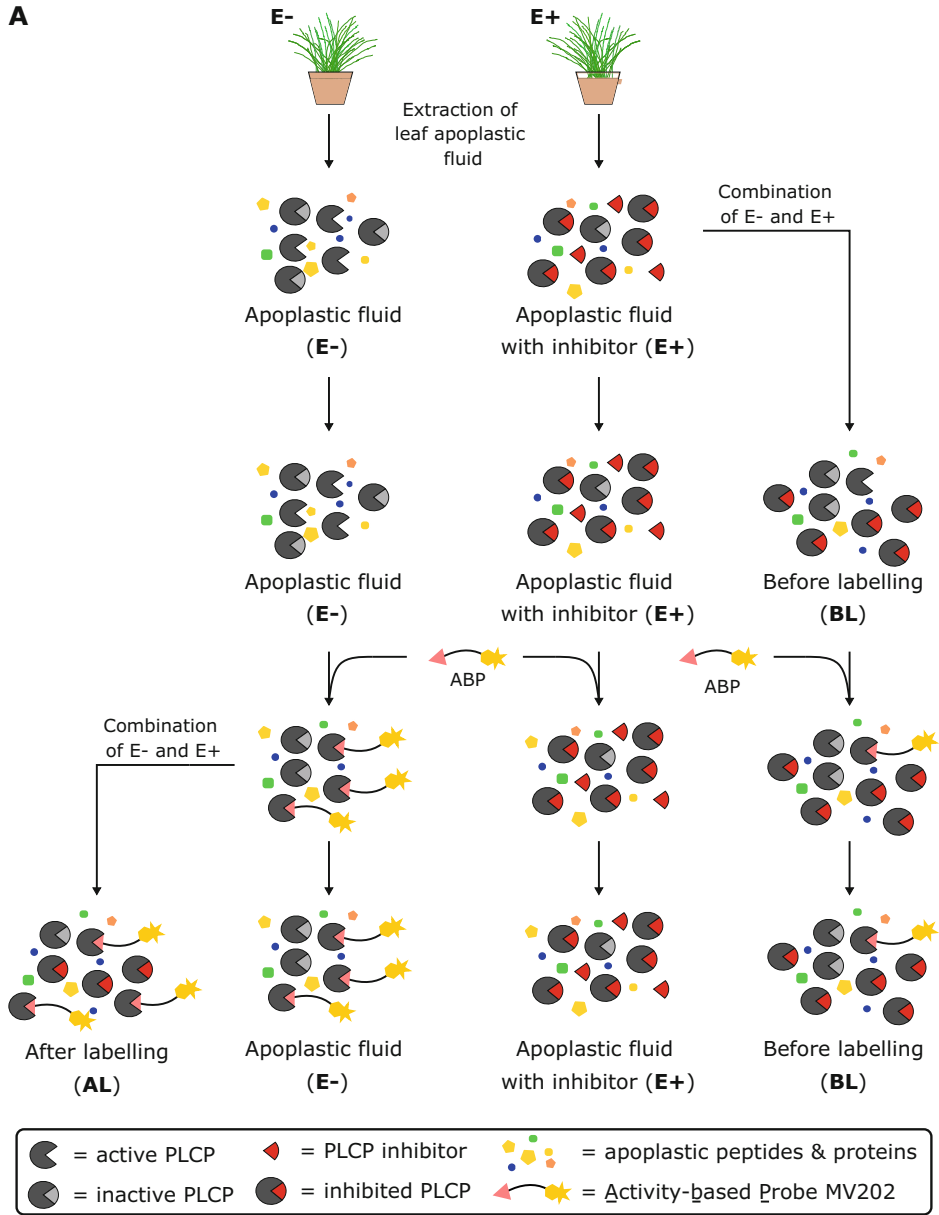 A
E-
E+
Extraction of
leaf apoplastic
fluid
Combination
of E- and E+
Apoplastic fluid
(E-)
Apoplastic fluid
with inhibitor (E+)
Apoplastic fluid
(E-)
Apoplastic fluid
with inhibitor (E+)
Before labelling
(BL)
ABP
ABP
Combination
of E- and E+
After labelling
(AL)
Apoplastic fluid
(E-)
Apoplastic fluid
with inhibitor (E+)
Before labelling
(BL)
= active PLCP
= PLCP inhibitor
= apoplastic peptides & proteins
= inactive PLCP
= inhibited PLCP
= Activity-based Probe MV202